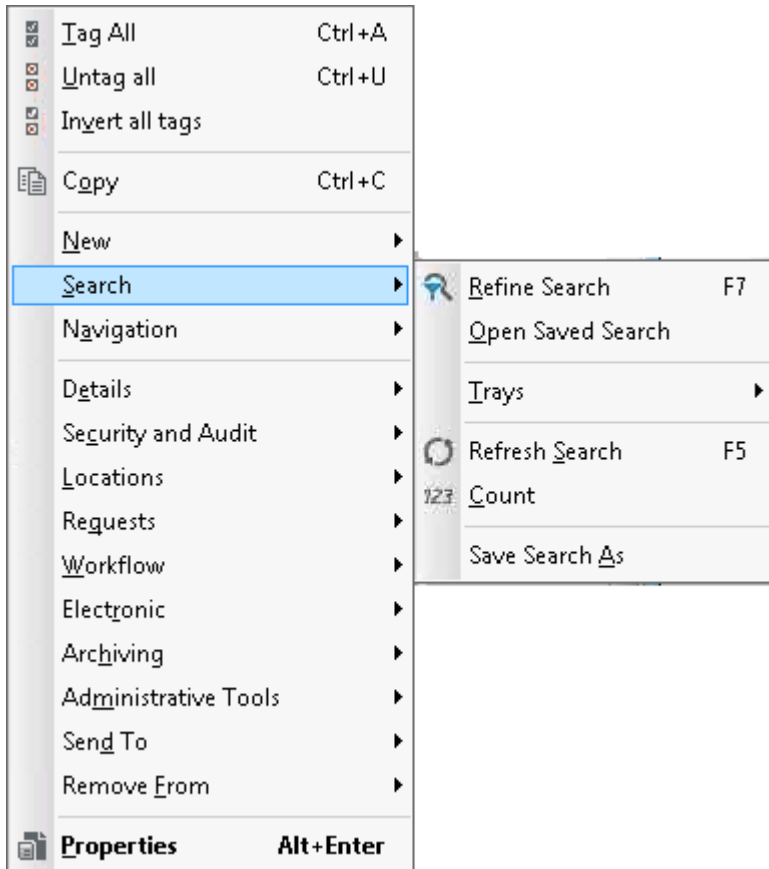 Tag All Ctrl+A
Untag all Ctrl+U
Invert all tags
Copy Ctrl+C
New
Search
Navigation
Details
Security and Audit
Locations
Requests
Workflow
Electronic
Archiving
Administrative Tools
Send To
Remove From
Properties Alt+Enter
Refine Search F7
Open Saved Search
Trays
Refresh Search F5
123 Count
Save Search As